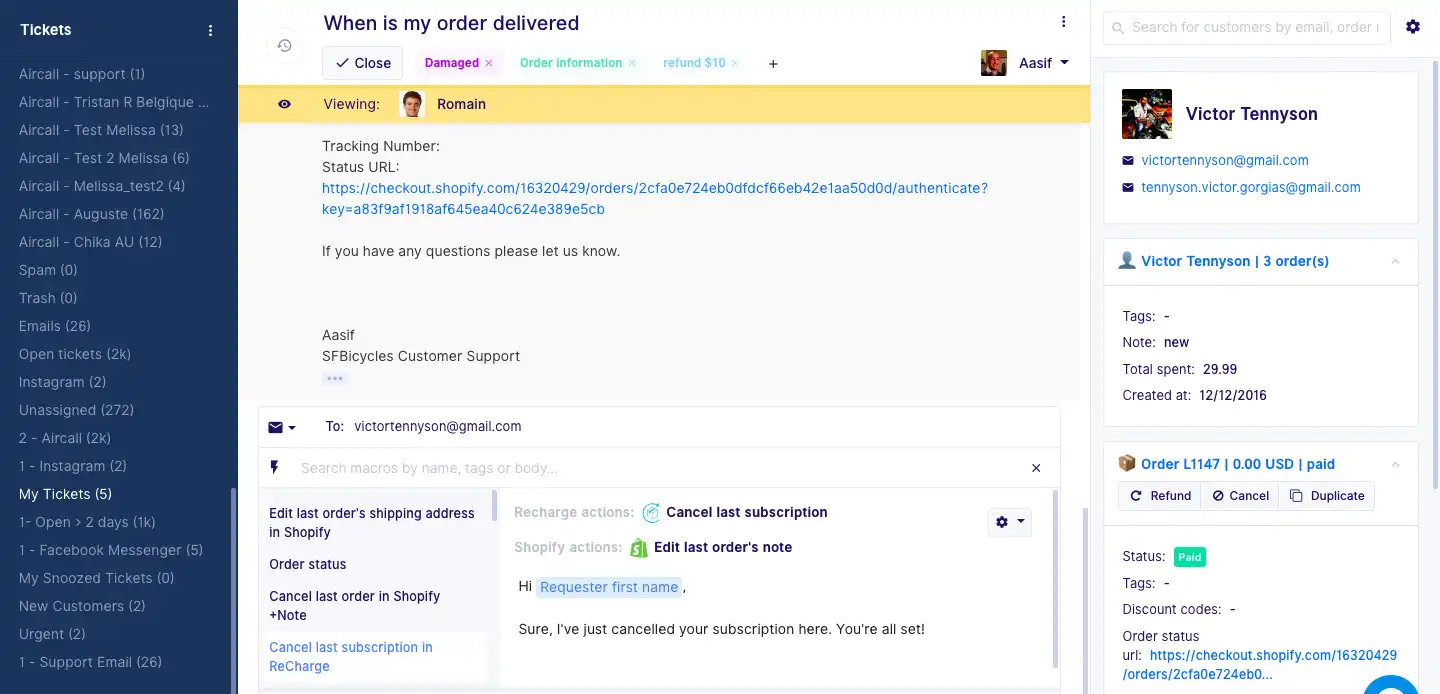 Tickets
Aircall - support (1)
Aircall - Tristan R Belgique ...
Aircall - Test Melissa (13)
Aircall - Test 2 Melissa (6)
Aircall - Melissa_test2 (4)
Aircall - Auguste (162)
Aircall - Chika AU (12)
Spam (0)
Trash (0)
Emails (26)
Open tickets (2k)
Instagram (2)
Unassigned (272)
2 - Aircall (2k)
1 - Instagram (2)
My Tickets (5)
1- Open > 2 days (1k)
1 - Facebook Messenger (5)
My Snoozed Tickets (0)
New Customers (2)
Urgent (2)
1 - Support Email (26)
When is my order delivered
Close Damaged × Order information × refund $10 × + Aasif
Viewing: Romain
Tracking Number:
Status URL:
https://checkout.shopify.com/16320429/orders/2cfa0e724eb0dfdcf66eb42e1aa50d0d/authenticate?
key=a83f9af1918af645ea40c624e389e5cb
If you have any questions please let us know.
Aasif
SFBicycles Customer Support
•••
To: victortennyson@gmail.com
Search macros by name, tags or body...
Edit last order's shipping address
in Shopify
Order status
Cancel last order in Shopify
+Note
Cancel last subscription in
ReCharge
Recharge actions: Cancel last subscription
Shopify actions: Edit last order's note
Hi Requester first name,
Sure, I've just cancelled your subscription here. You're all set!
Search for customers by email, order n
Victor Tennyson
victortennyson@gmail.com
tennyson.victor.gorgias@gmail.com
Victor Tennyson | 3 order(s)
Tags: -
Note: new
Total spent: 29.99
Created at: 12/12/2016
Order L1147 | 0.00 USD | paid
Refund Cancel Duplicate
Status: Paid
Tags: -
Discount codes: -
Order status
url: https://checkout.shopify.com/16320429
/orders/2cfa0e724eb0...